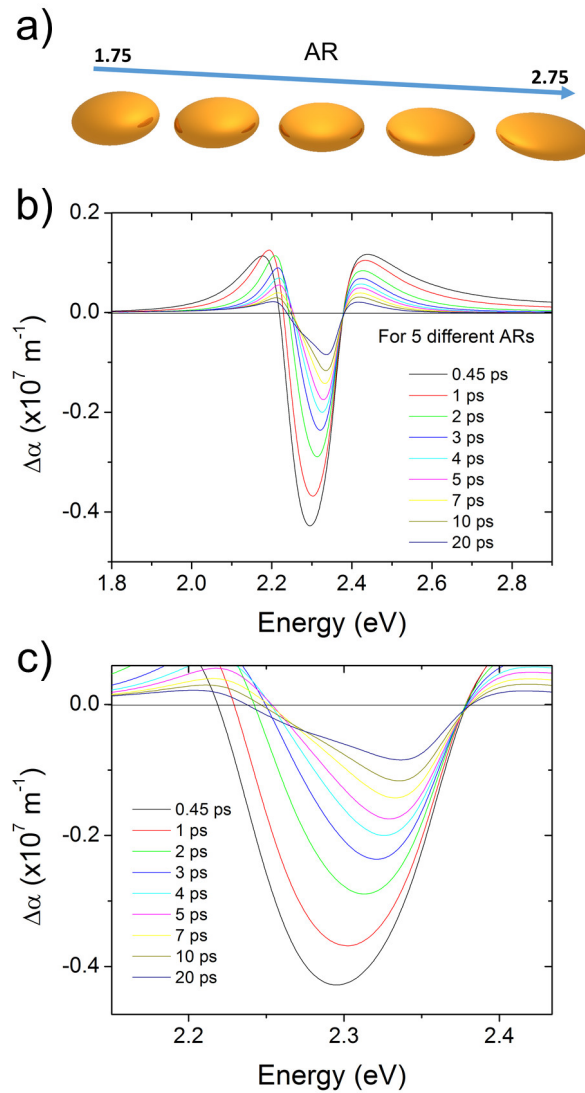 a)
AR
1.75
2.75
b)
0.2
0.0
-0.2
-0.4
Δα (x10⁷ m⁻¹)
For 5 different ARs
0.45 ps
1 ps
2 ps
3 ps
4 ps
5 ps
7 ps
10 ps
20 ps
1.8 2.0 2.2 2.4 2.6 2.8
Energy (eV)
c)
0.0
-0.2
-0.4
Δα (x10⁷ m⁻¹)
0.45 ps
1 ps
2 ps
3 ps
4 ps
5 ps
7 ps
10 ps
20 ps
2.2 2.3 2.4
Energy (eV)